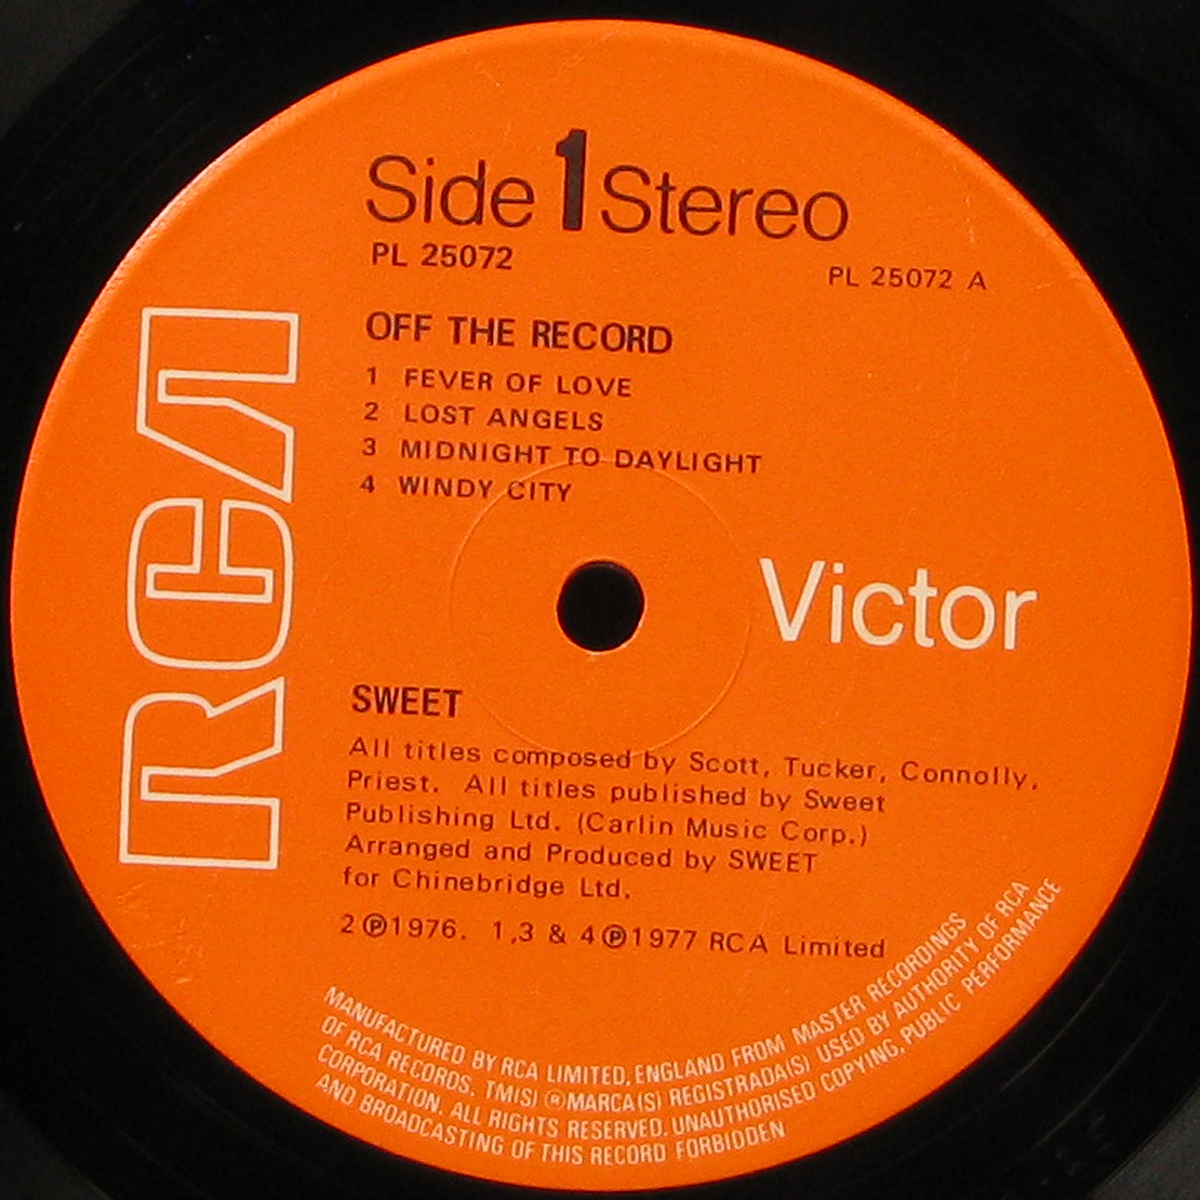 Side 1 Stereo
PL 25072
PL 25072 A
OFF THE RECORD
1 FEVER OF LOVE
2 LOST ANGELS
3 MIDNIGHT TO DAYLIGHT
4 WINDY CITY
RCA
Victor
SWEET
All titles composed by Scott, Tucker, Connolly,
Priest. All titles published by Sweet
Publishing Ltd. (Carlin Music Corp.)
Arranged and Produced by SWEET
for Chinebridge Ltd.
2 ℗1976. 1,3 & 4 ℗1977 RCA Limited
MANUFACTURED BY RCA LIMITED, ENGLAND FROM MASTER RECORDINGS
OF RCA RECORDS. TM(S) ® MARCA(S) REGISTRADA(S) USED BY AUTHORITY OF RCA
CORPORATION. ALL RIGHTS RESERVED. UNAUTHORISED COPYING, PUBLIC PERFORMANCE
AND BROADCASTING OF THIS RECORD FORBIDDEN